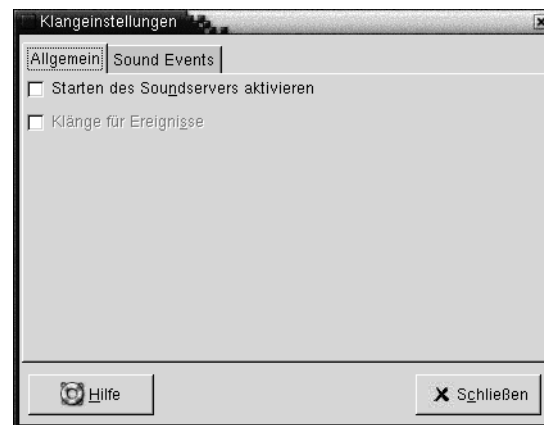 Klangeinstellungen
Allgemein Sound Events
Starten des Soundservers aktivieren
Klänge für Ereignisse
Hilfe Schließen